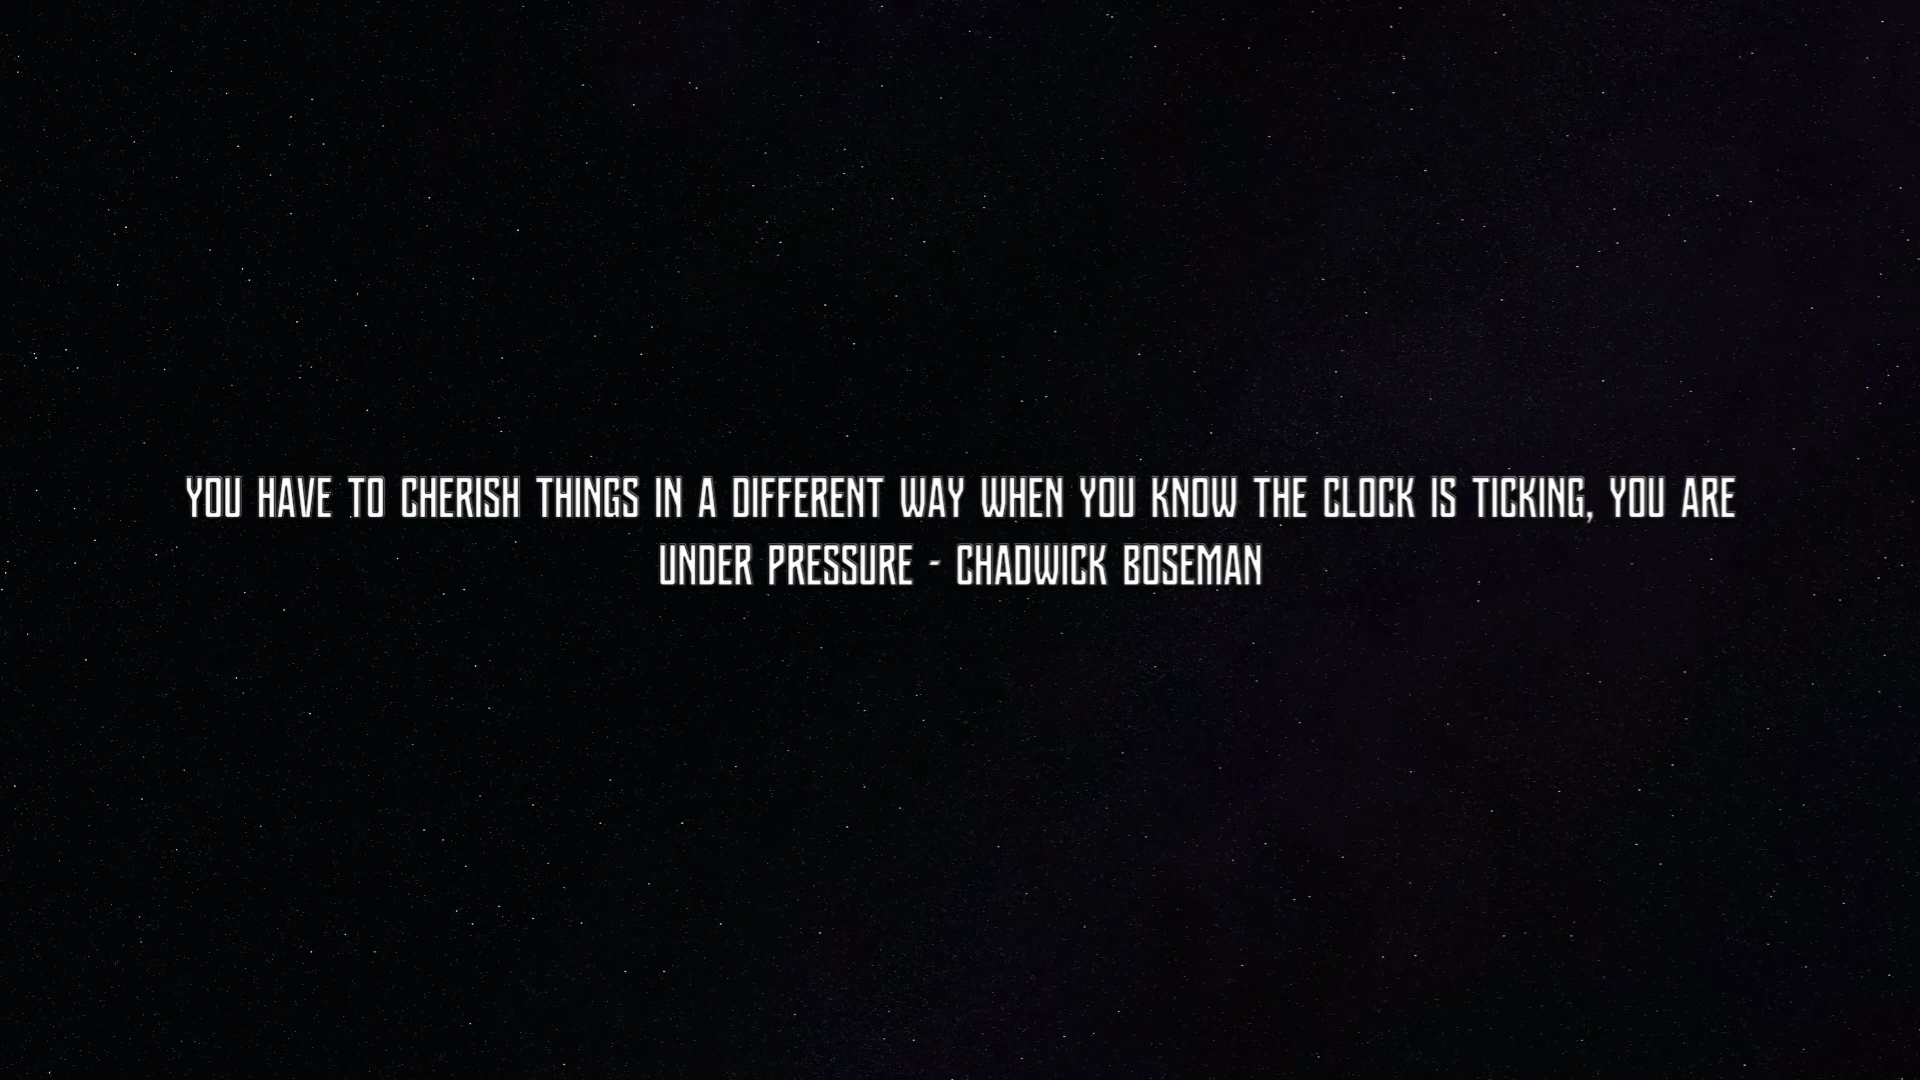 YOU HAVE TO CHERISH THINGS IN A DIFFERENT WAY WHEN YOU KNOW THE CLOCK IS TICKING, YOU ARE
UNDER PRESSURE - CHADWICK BOSEMAN